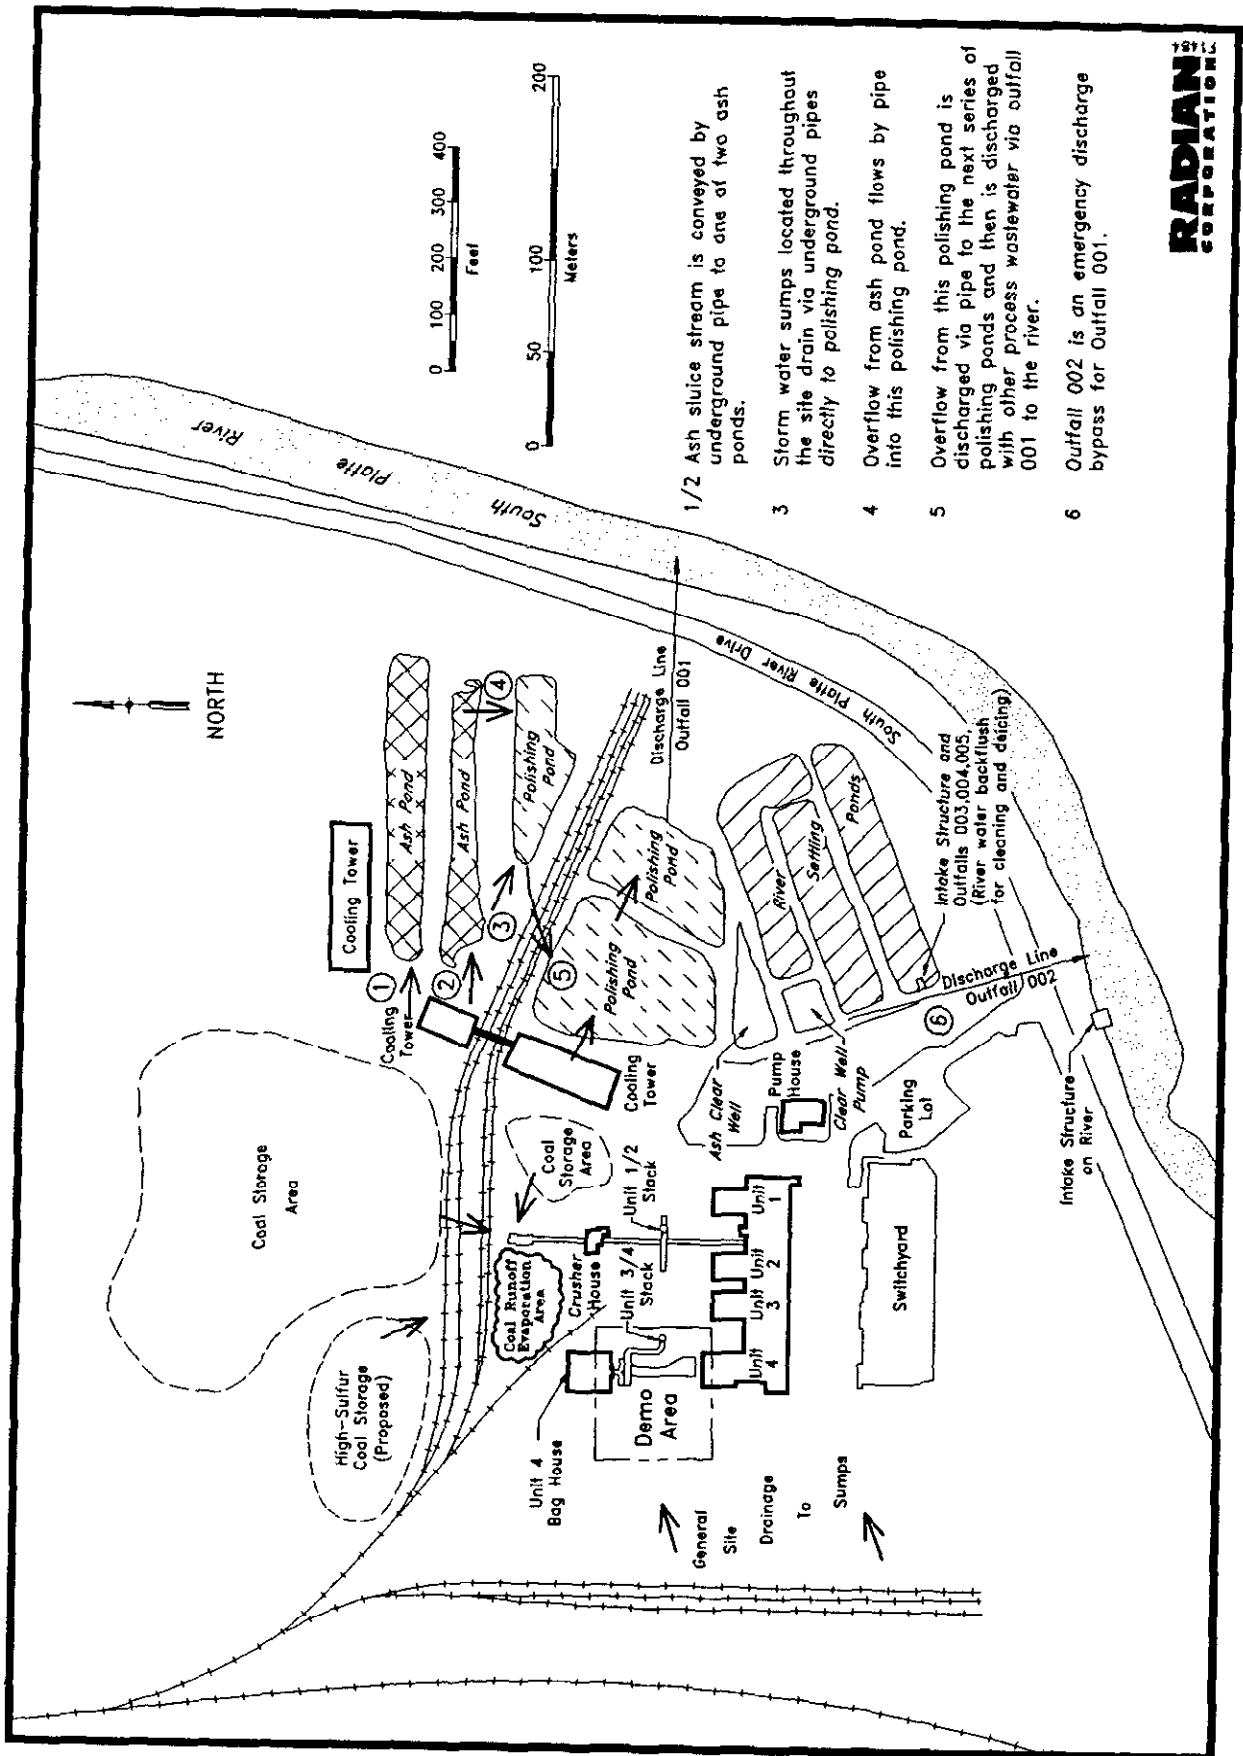 NORTH
0 100 200 300 400
Feet
0 50 100 200
Meters
River
Platte
South
South Platte River Drive
Cooling Tower
Ash Pond
Ash Pond
Polishing
Pond
1
2
3
4
5
6
Cooling
Tower
Cooling
Tower
Polishing
Pond
Polishing
Pond
Discharge Line
Outfall 001
River
Settling
Ponds
Intake Structure and
Outfalls 003,004,005,
(River water backflush
for cleaning and deicing)
Discharge Line
Outfall 002
Ash Clear
Well
Pump
House
Clear Well-
Pump
Parking
Lot
Intake Structure
on River
Coal Storage
Area
High-Sulfur
Coal Storage
(Proposed)
Coal
Storage
Area
Coal Runoff
Evaporation
Area
Crusher
House
Unit 1/2
Stack
Unit 3/4
Stack
Unit 4
Bag House
Demo
Area
Unit
4
Unit
3
Unit
2
Unit
1
Switchyard
General
Site
Drainage
To
Sumps
1/2 Ash sluice stream is conveyed by
underground pipe to one of two ash
ponds.
3 Storm water sumps located throughout
the site drain via underground pipes
directly to polishing pond.
4 Overflow from ash pond flows by pipe
into this polishing pond.
5 Overflow from this polishing pond is
discharged via pipe to the next series of
polishing ponds and then is discharged
with other process wastewater via outfall
001 to the river.
6 Outfall 002 is an emergency discharge
bypass for Outfall 001.
RADIAN
CORPORATION